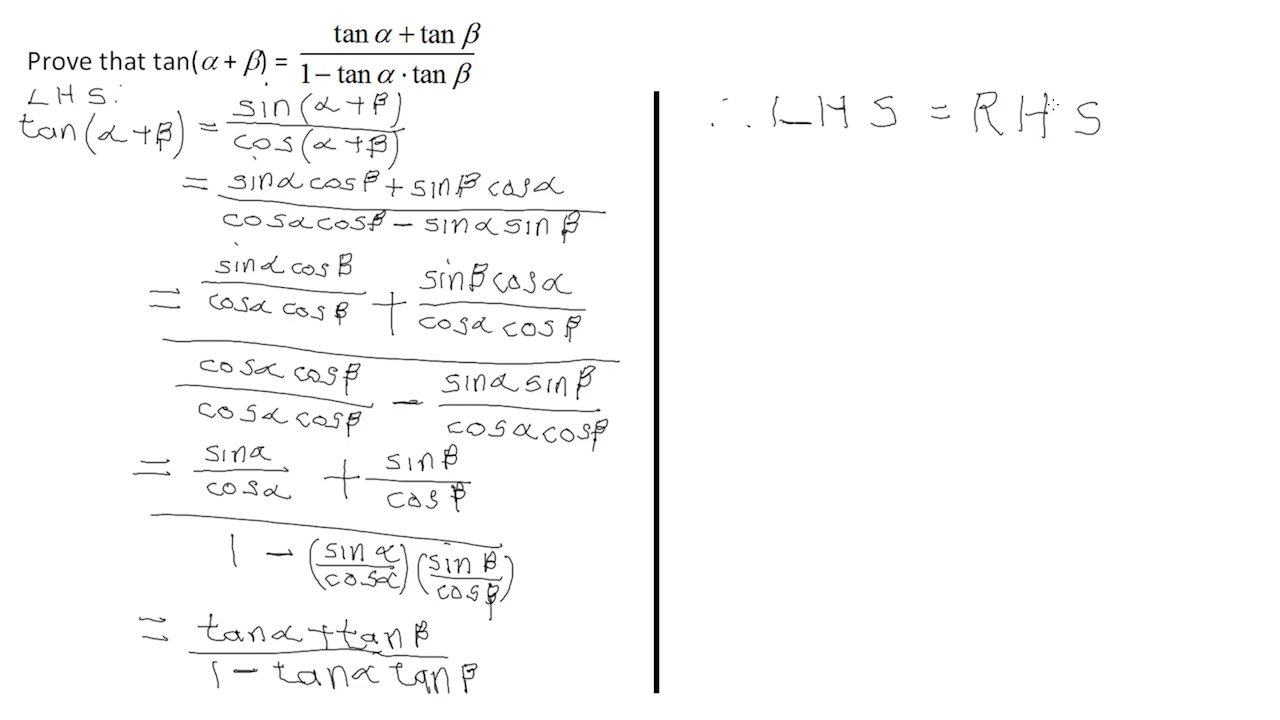 Prove that tan(α + β) = tan α + tan β / 1 − tan α · tan β
LHS:
tan(α+β) = sin(α+β) / cos(α+β)
= sinα cosβ + sinβ cosα / cosα cosβ − sinα sinβ
= sinα cosβ / cosα cosβ + sinβ cosα / cosα cosβ
cosα cosβ / cosα cosβ − sinα sinβ / cosα cosβ
= sinα / cosα + sinβ / cosβ
1 − (sinα / cosα) (sinβ / cosβ)
= tanα + tanβ / 1 − tanα tanβ
∴ LHS = RHS